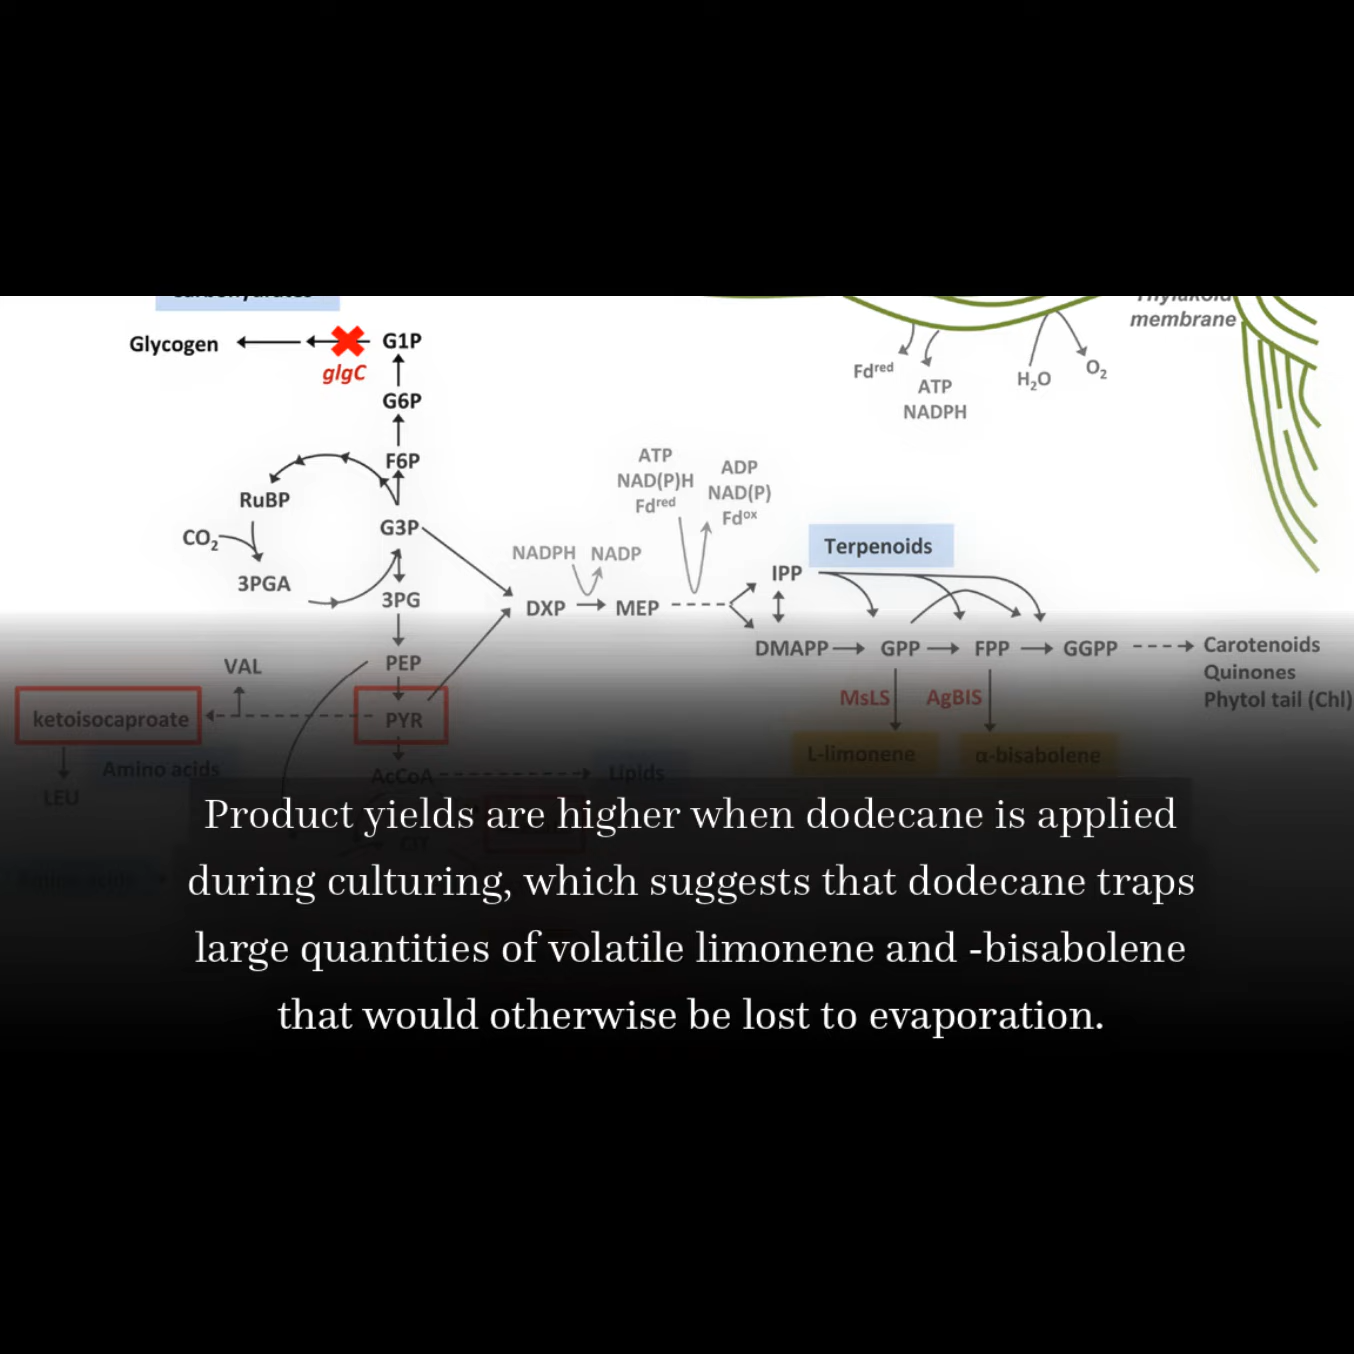 Thylakoid
membrane
Glycogen
G1P
glgC
G6P
F6P
RuBP
CO2
G3P
3PGA
3PG
Fdred
ATP
NADPH
H2O
O2
ATP
NAD(P)H
Fdred
ADP
NAD(P)
Fdox
NADPH
NADP
DXP
MEP
Terpenoids
IPP
DMAPP
GPP
FPP
GGPP
Carotenoids
Quinones
Phytol tail (Chl)
MsLS
AgBIS
L-limonene
α-bisabolene
VAL
PEP
ketoisocaproate
PYR
Amino acids
LEU
AcCoA
Lipids
Product yields are higher when dodecane is applied
during culturing, which suggests that dodecane traps
large quantities of volatile limonene and -bisabolene
that would otherwise be lost to evaporation.